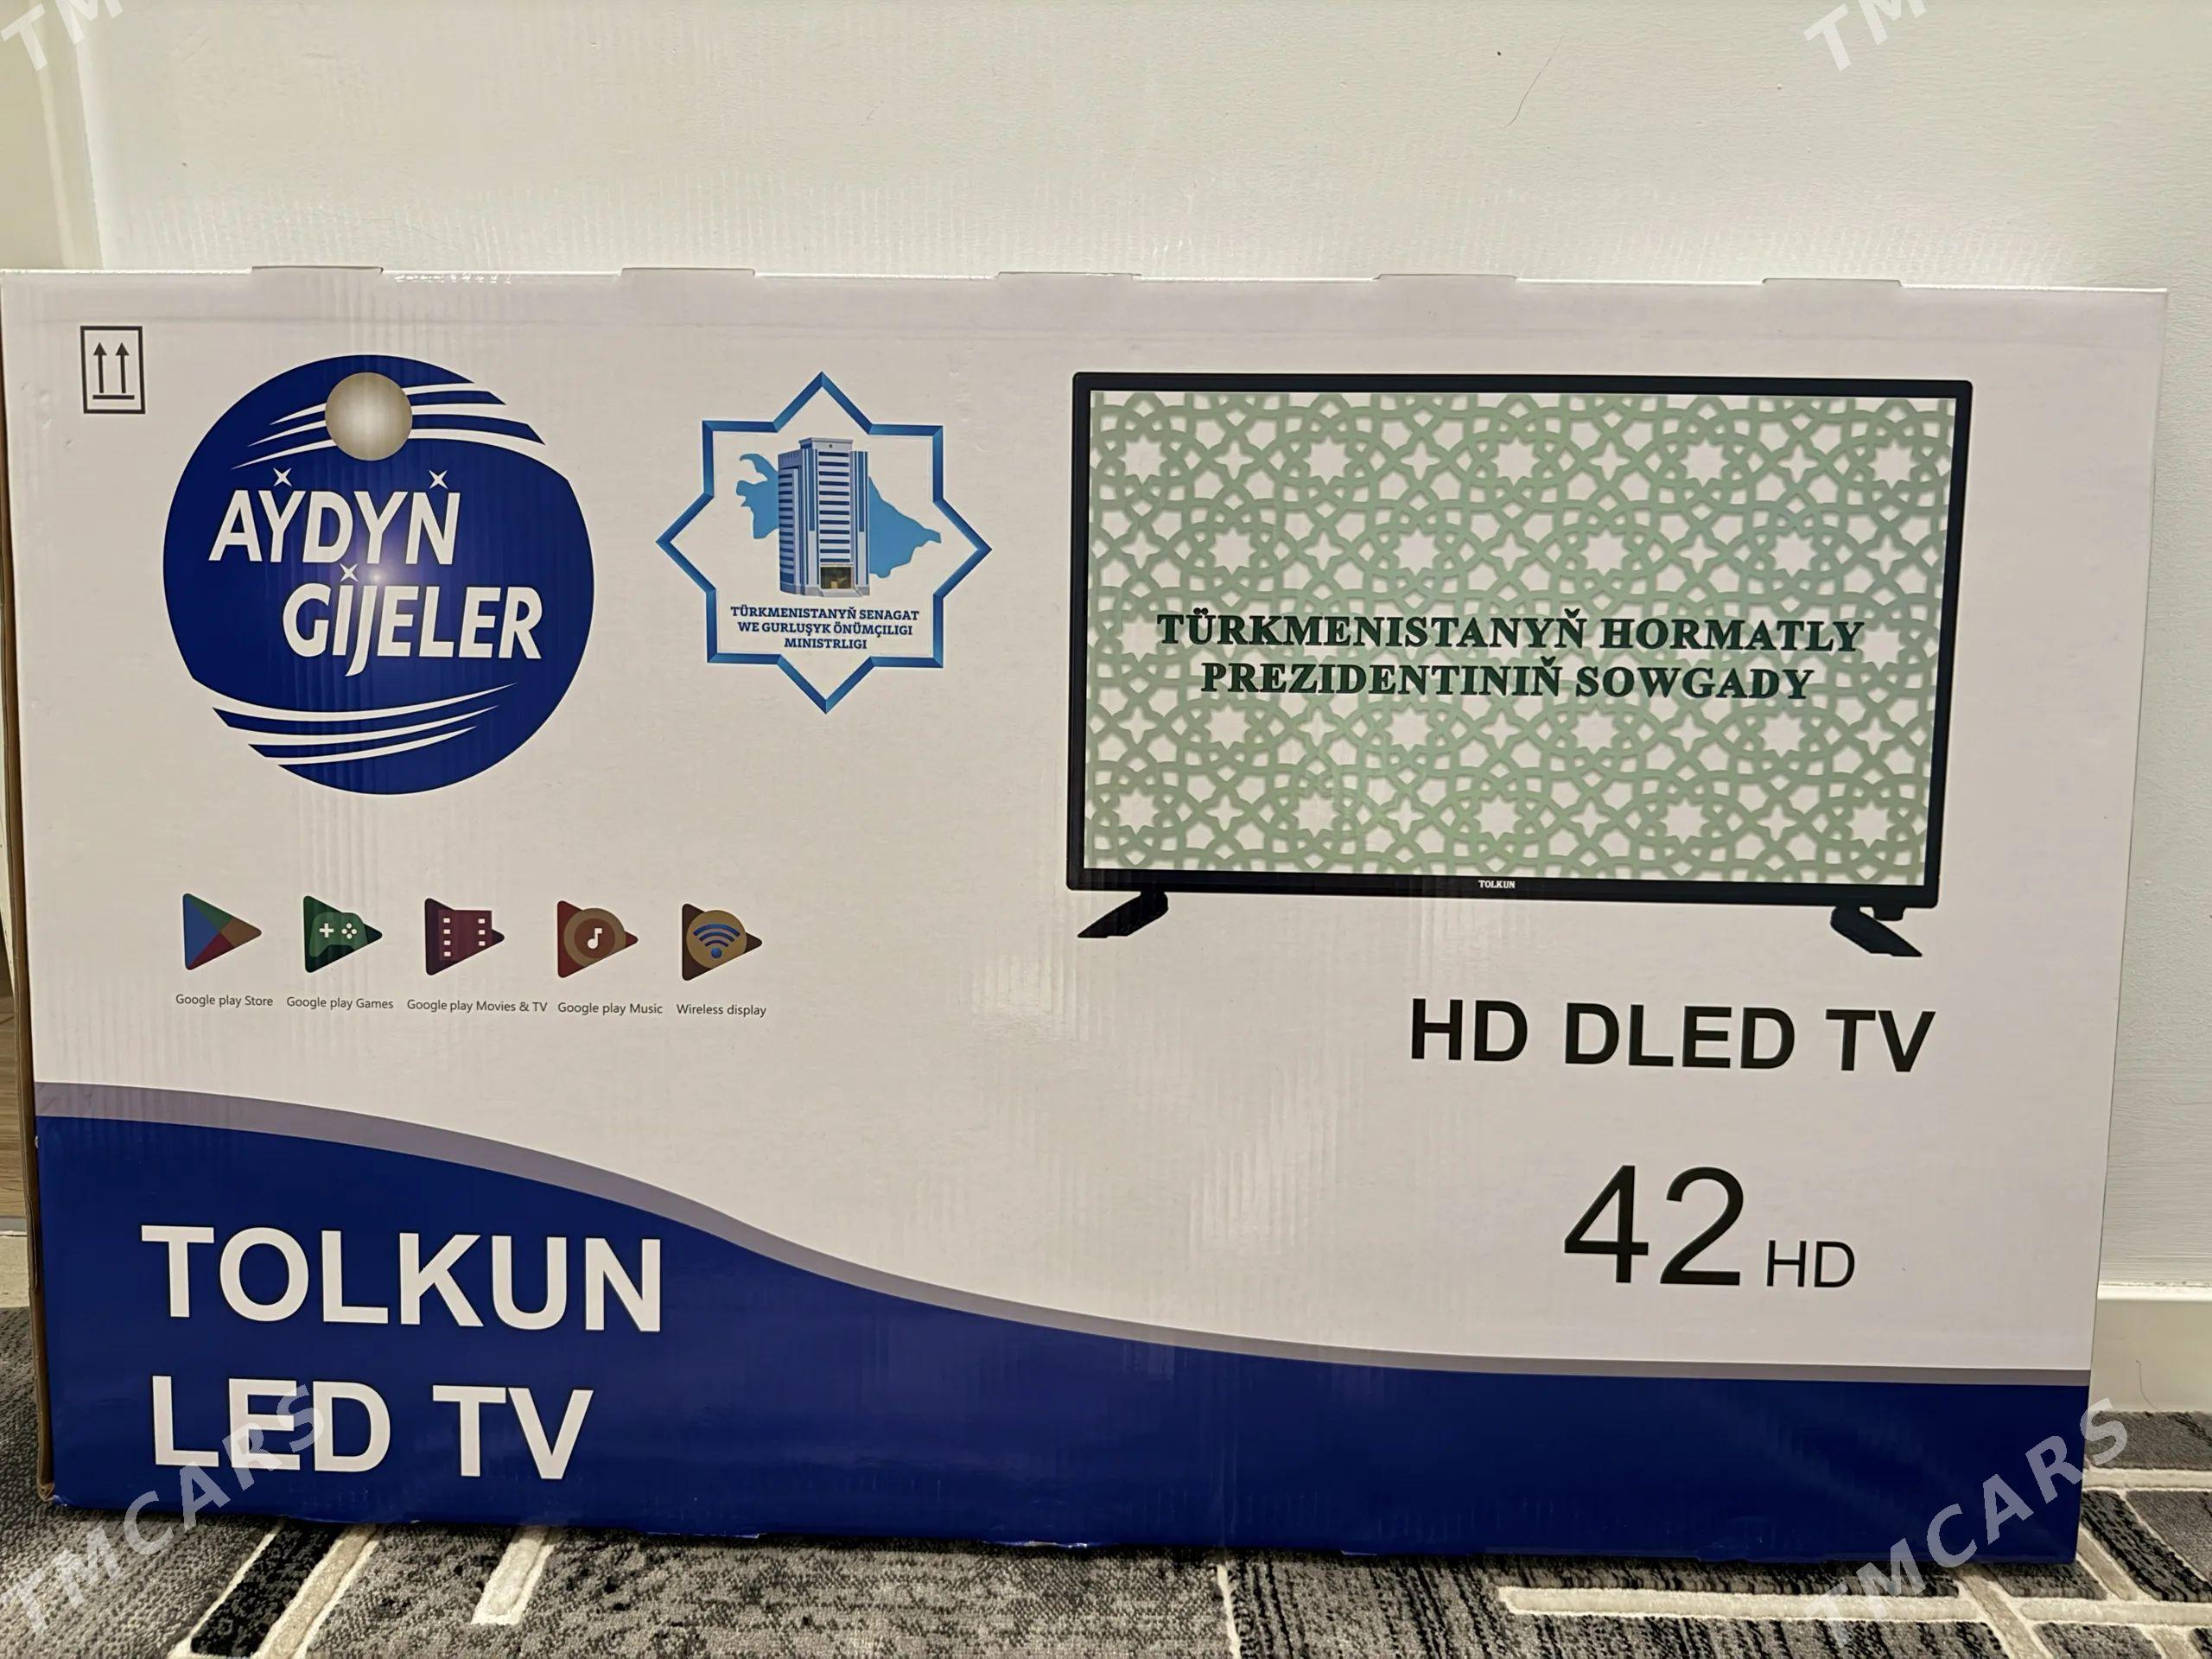 AÝDYŇ
GIJELER
TÜRKMENISTANYŇ SENAGAT
WE GURLUŞYK ÖNÜMÇILIGI
MINISTRLIGI
TÜRKMENISTANYŇ HORMATLY
PREZIDENTINIŇ SOWGADY
TOLKUN
Google play Store
Google play Games
Google play Movies & TV
Google play Music
Wireless display
HD DLED TV
42 HD
TOLKUN
LED TV
TM
TM
TMCARS
TMCARS